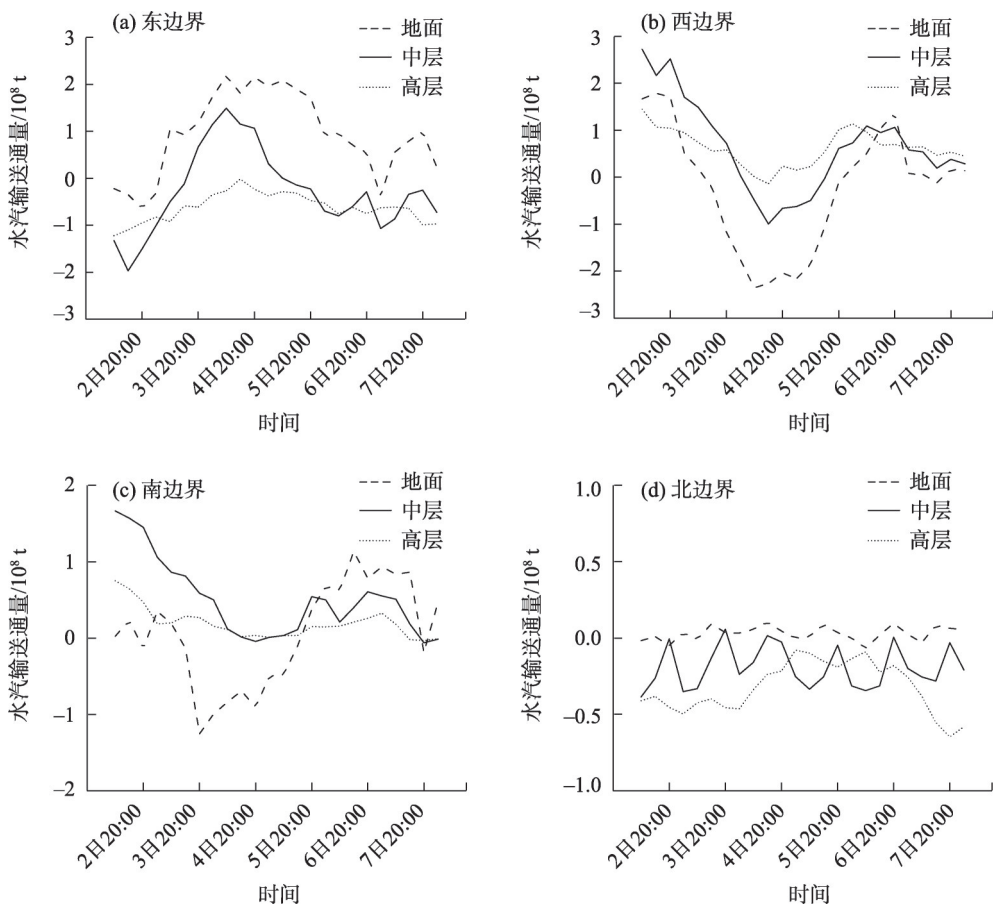 (a) 东边界
地面
中层
高层
3
2
1
0
–1
–2
–3
水汽输送通量/10⁸ t
2日20:00
3日20:00
4日20:00
5日20:00
6日20:00
7日20:00
时间
(b) 西边界
地面
中层
高层
3
2
1
0
–1
–2
–3
水汽输送通量/10⁸ t
2日20:00
3日20:00
4日20:00
5日20:00
6日20:00
7日20:00
时间
(c) 南边界
地面
中层
高层
2
1
0
–1
–2
水汽输送通量/10⁸ t
2日20:00
3日20:00
4日20:00
5日20:00
6日20:00
7日20:00
时间
(d) 北边界
地面
中层
高层
1.0
0.5
0.0
–0.5
–1.0
水汽输送通量/10⁸ t
2日20:00
3日20:00
4日20:00
5日20:00
6日20:00
7日20:00
时间